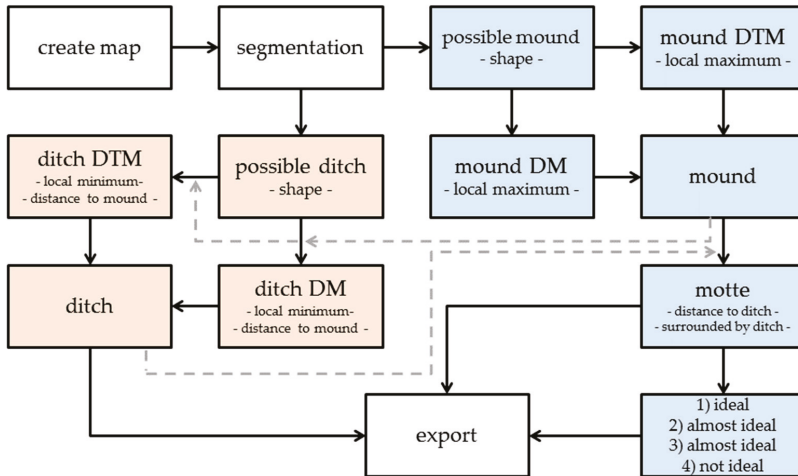 create map
segmentation
possible mound
- shape -
mound DTM
- local maximum -
ditch DTM
- local minimum-
- distance to mound -
possible ditch
- shape -
mound DM
- local maximum -
mound
ditch
ditch DM
- local minimum-
- distance to mound -
motte
- distance to ditch -
- surrounded by ditch -
export
1) ideal
2) almost ideal
3) almost ideal
4) not ideal